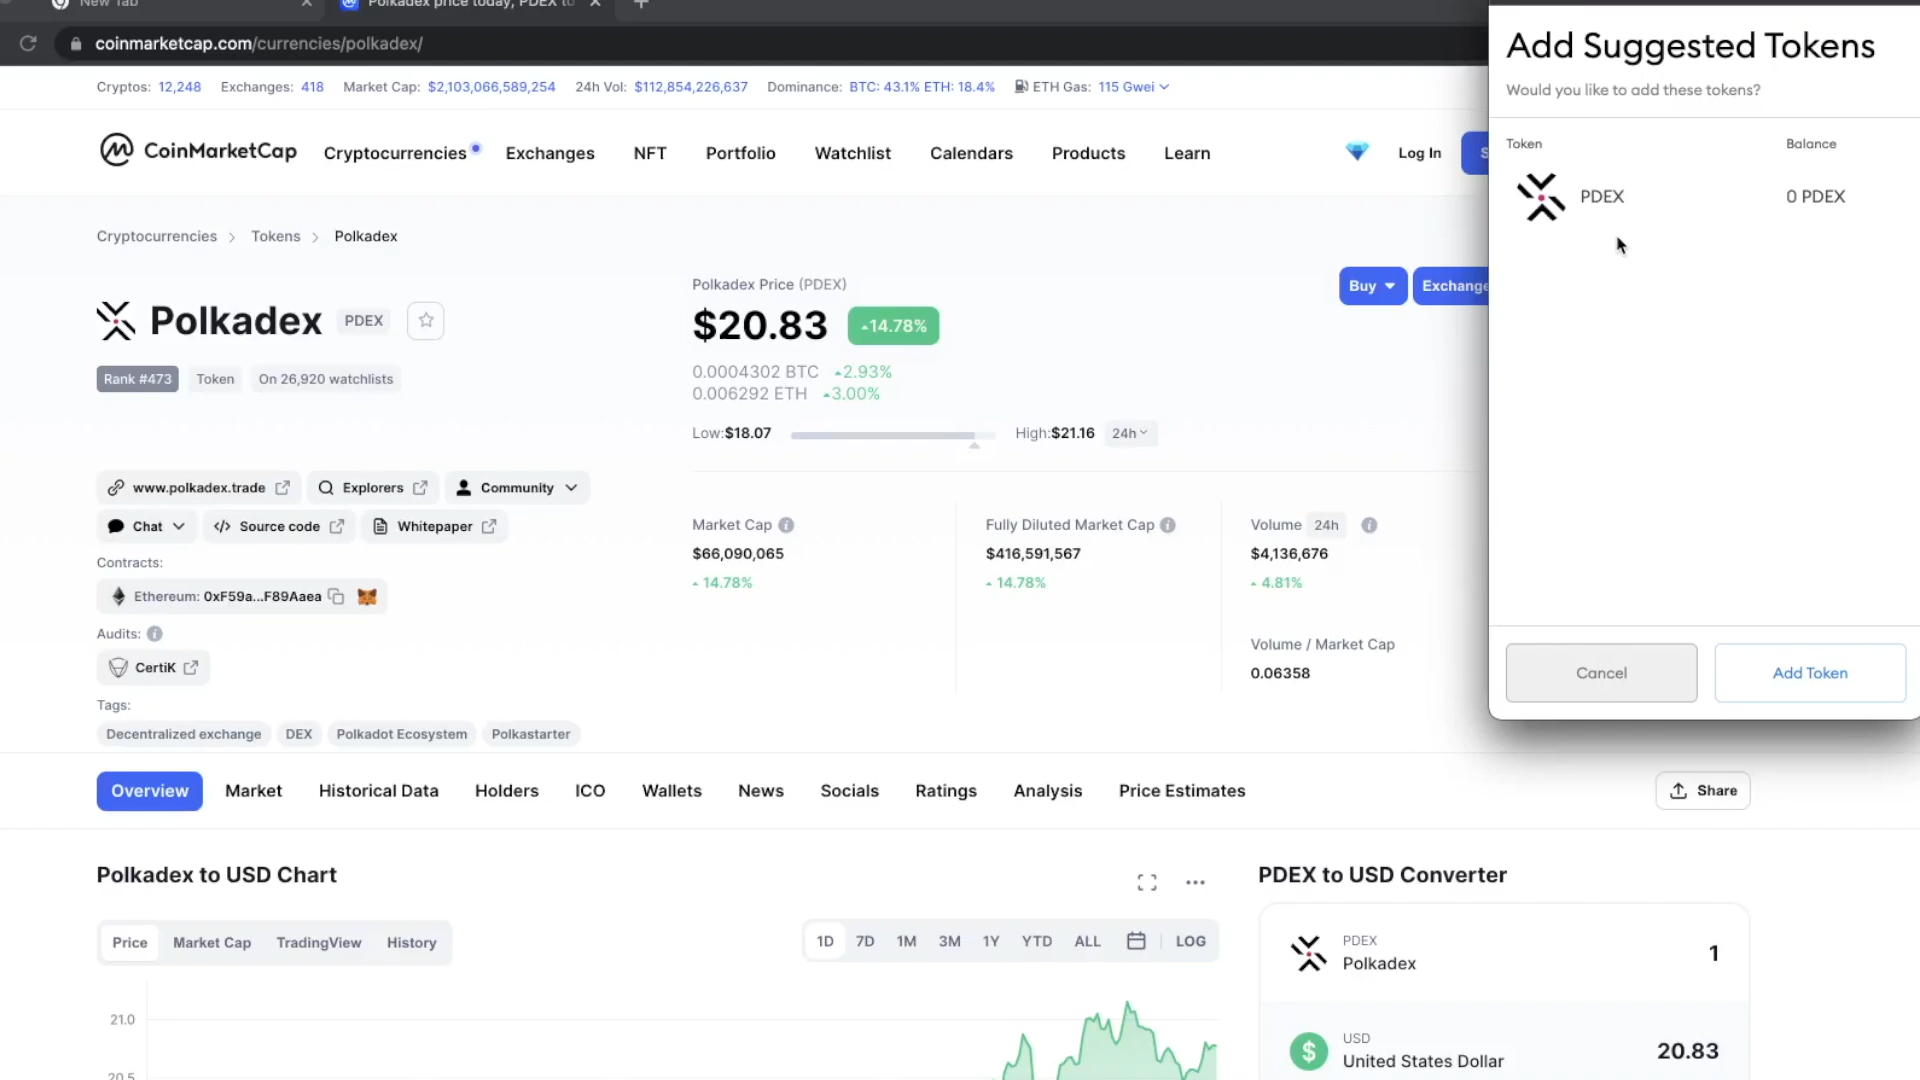 New Tab
Polkadex price today, PDEX to
coinmarketcap.com/currencies/polkadex/
Cryptos: 12,248 Exchanges: 418 Market Cap: $2,103,066,589,254 24h Vol: $112,854,226,637 Dominance: BTC: 43.1% ETH: 18.4% ETH Gas: 115 Gwei
CoinMarketCap Cryptocurrencies Exchanges NFT Portfolio Watchlist Calendars Products Learn Log In S
Cryptocurrencies > Tokens > Polkadex
Polkadex PDEX
Rank #473 Token On 26,920 watchlists
Polkadex Price (PDEX)
$20.83 14.78%
0.0004302 BTC 2.93%
0.006292 ETH 3.00%
Low:$18.07 High:$21.16 24h
Buy Exchange
www.polkadex.trade Explorers Community
Chat Source code Whitepaper
Contracts:
Ethereum: 0xF59a...F89Aaea
Audits:
CertiK
Tags:
Decentralized exchange DEX Polkadot Ecosystem Polkastarter
Market Cap
$66,090,065
14.78%
Fully Diluted Market Cap
$416,591,567
14.78%
Volume 24h
$4,136,676
4.81%
Volume / Market Cap
0.06358
Add Suggested Tokens
Would you like to add these tokens?
Token Balance
PDEX 0 PDEX
Cancel Add Token
Overview Market Historical Data Holders ICO Wallets News Socials Ratings Analysis Price Estimates Share
Polkadex to USD Chart
Price Market Cap TradingView History
1D 7D 1M 3M 1Y YTD ALL LOG
21.0
20.5
PDEX to USD Converter
PDEX
Polkadex 1
USD
United States Dollar 20.83